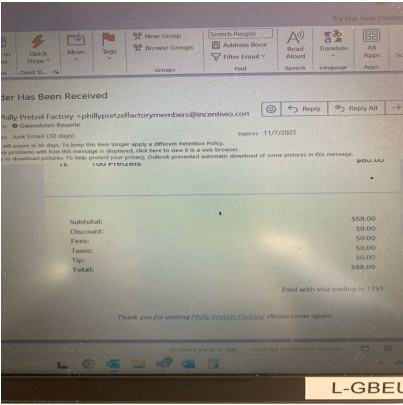 Try the new Outlook
Quick Steps
Move
Tags
New Group
Browse Groups
Search People
Address Book
Filter Email
Read Aloud
Translate
All Apps
Quick St...
Groups
Find
Speech
Language
Apps
der Has Been Received
Philly Pretzel Factory <phillypretzelfactorymembers@incentivio.com
Reply
Reply All
Gwendolen Beuerle
Junk Email (30 days)
Expires 11/7/2025
will expire in 30 days. To keep this item longer apply a different Retention Policy.
re problems with how this message is displayed, click here to view it in a web browser.
to download pictures. To help protect your privacy, Outlook prevented automatic download of some pictures in this message.
1x 100 Pretzels
Subtotal: $68.00
Discount: $0.00
Fees: $0.00
Taxes: $0.00
Tip: $0.00
Total: $68.00
Paid with visa ending in 1791
Thank you for visiting Philly Pretzel Factory. Please come again!
L-GBEU